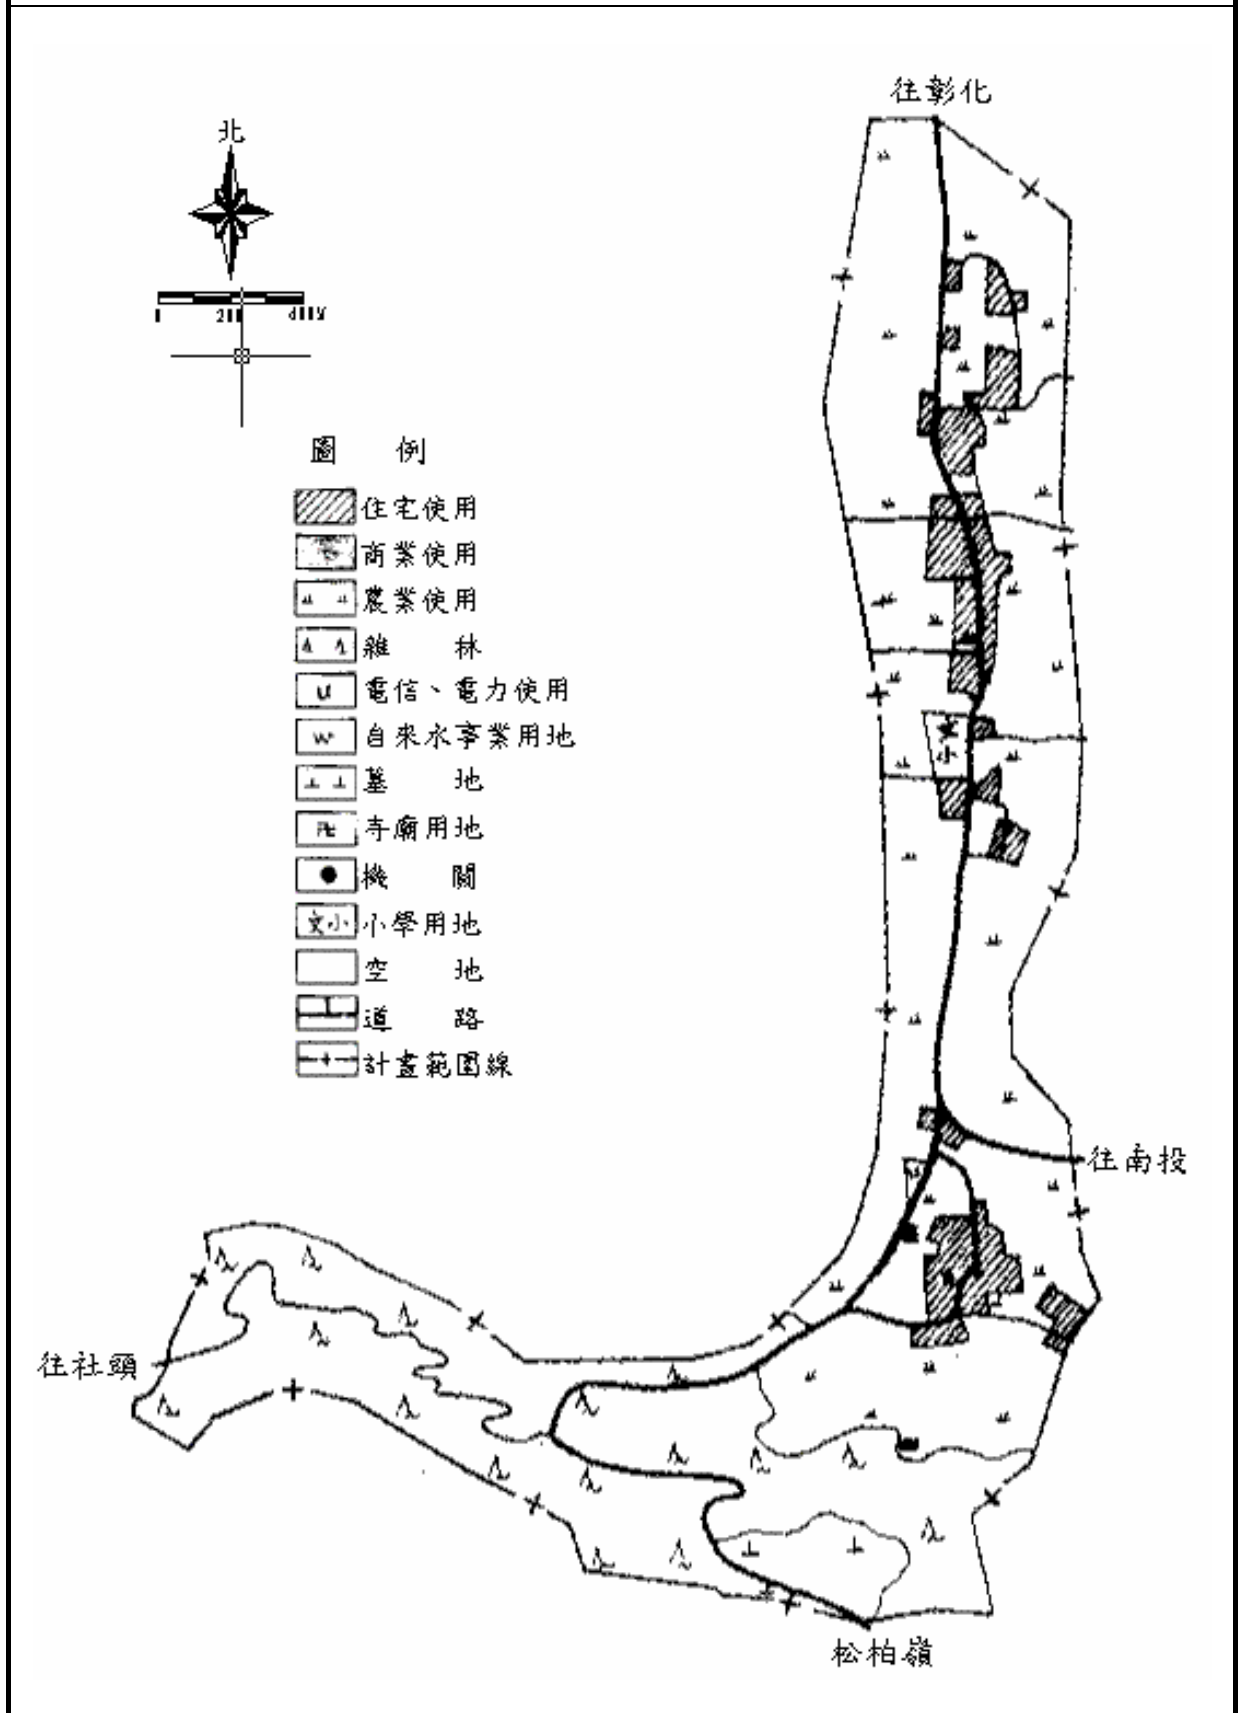 往彰化
北
0 200 400M
圖 例
住宅使用
商業使用
農業使用
雜 林
電信、電力使用
自來水事業用地
墓 地
寺廟用地
機 關
文小 小學用地
空 地
道 路
計畫範圍線
文小
往南投
往社頭
松柏嶺